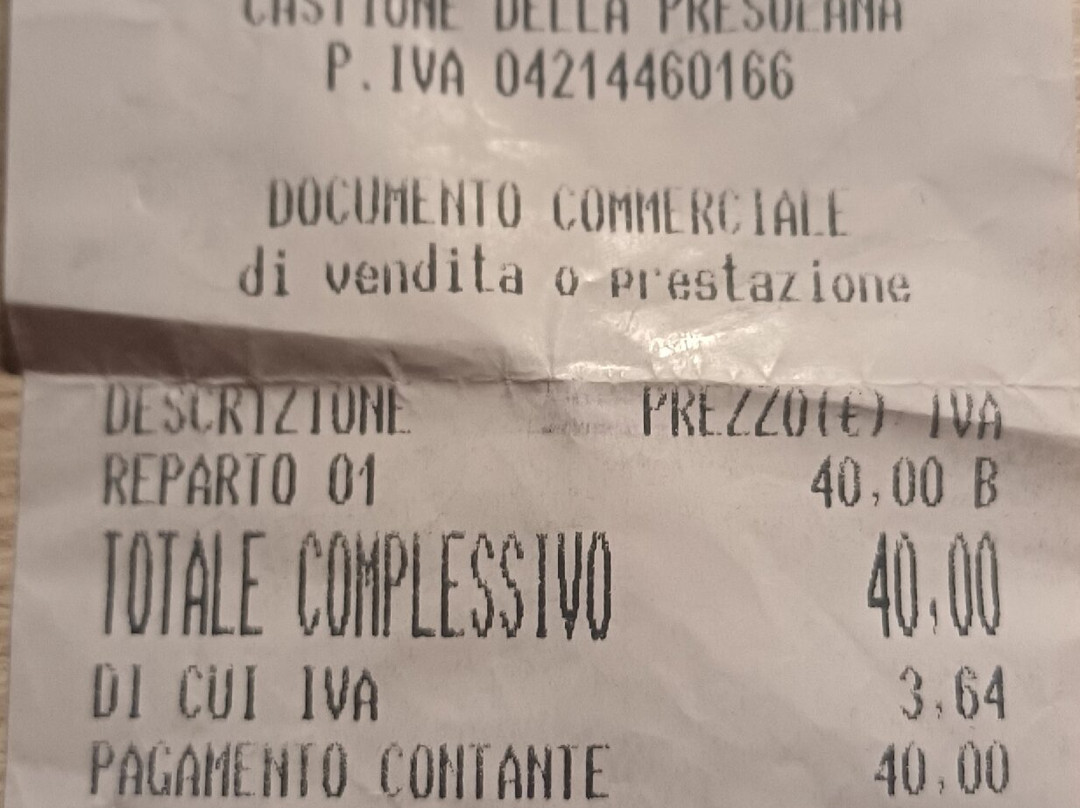 CASTIONE DELLA PRESOLANA
P.IVA 04214460166
DOCUMENTO COMMERCIALE
di vendita o prestazione
DESCRIZIONE PREZZO(€) IVA
REPARTO 01 40,00 B
TOTALE COMPLESSIVO 40,00
DI CUI IVA 3,64
PAGAMENTO CONTANTE 40,00